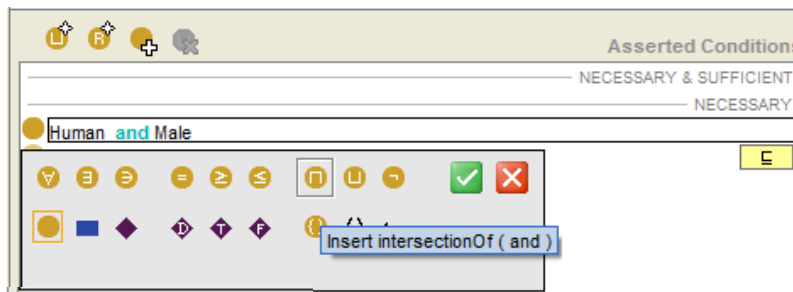 Asserted Conditions
NECESSARY & SUFFICIENT
NECESSARY
Human and Male
⊑
∀ ∃ ∋ = ≥ ≤ ⊓ ⊔ ¬
D T F { } ( )
Insert intersectionOf ( and )